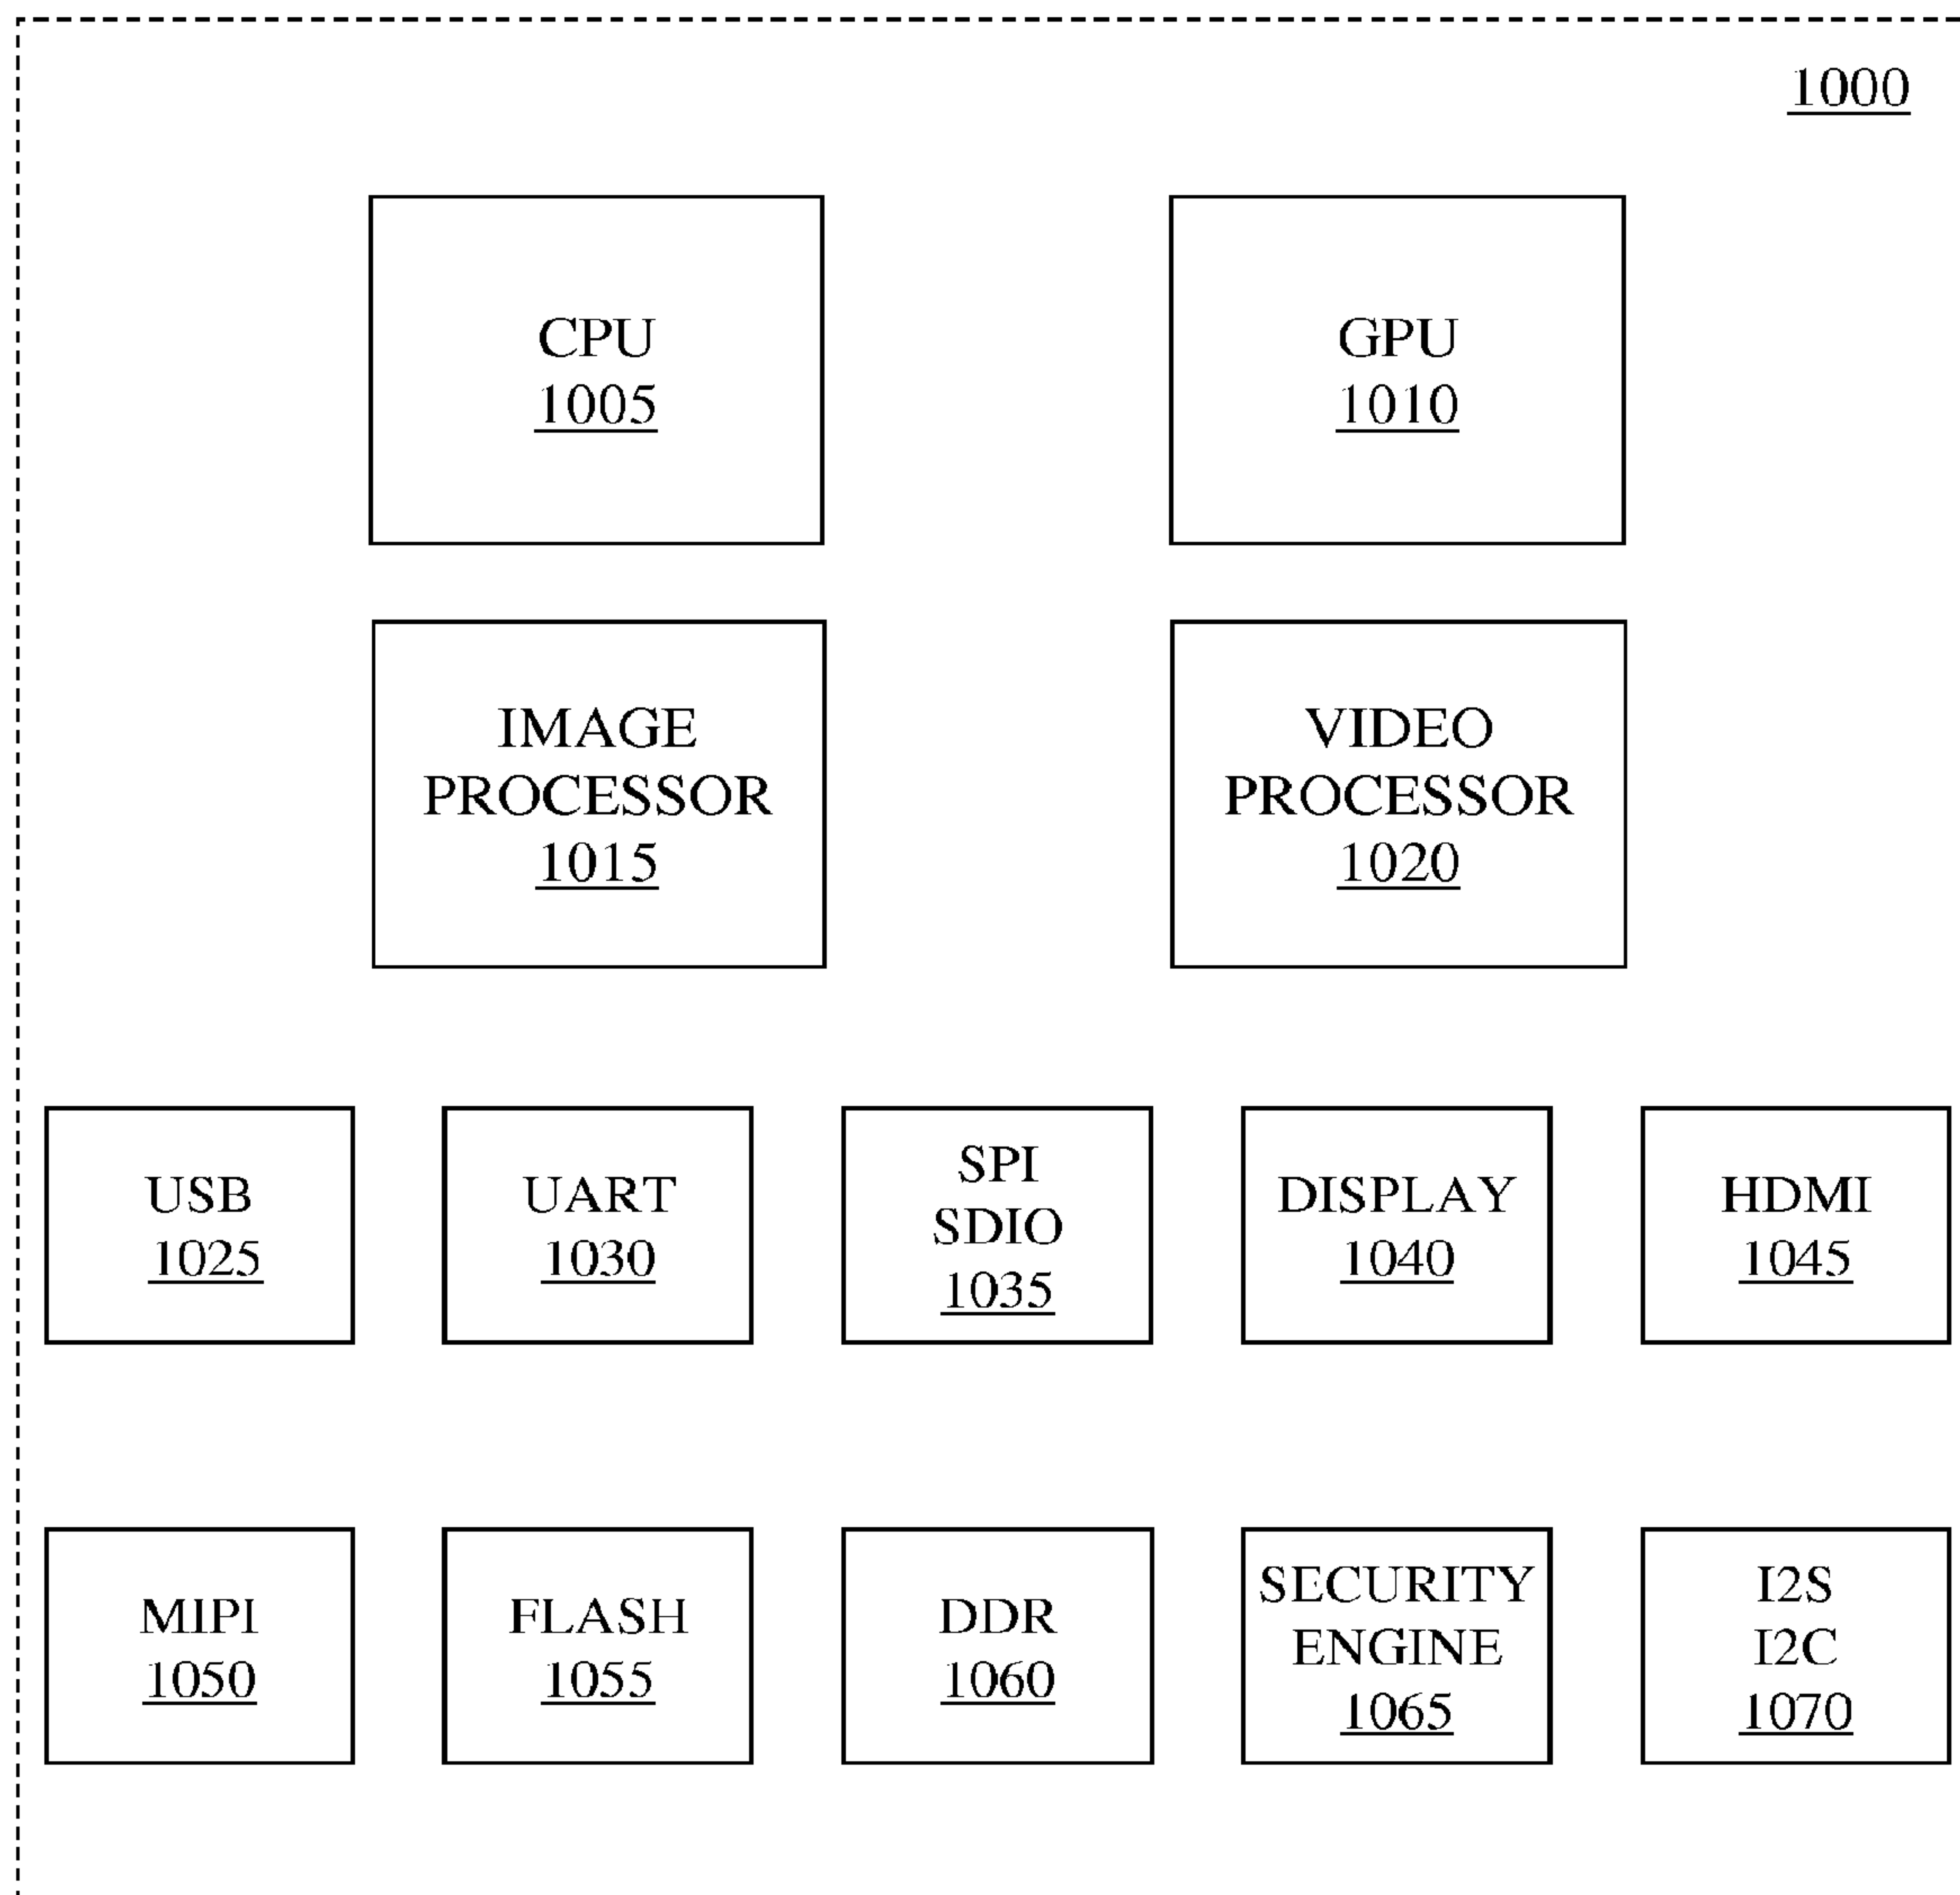 1000
CPU
1005
GPU
1010
IMAGE
PROCESSOR
1015
VIDEO
PROCESSOR
1020
USB
1025
UART
1030
SPI
SDIO
1035
DISPLAY
1040
HDMI
1045
MIPI
1050
FLASH
1055
DDR
1060
SECURITY
ENGINE
1065
I2S
I2C
1070